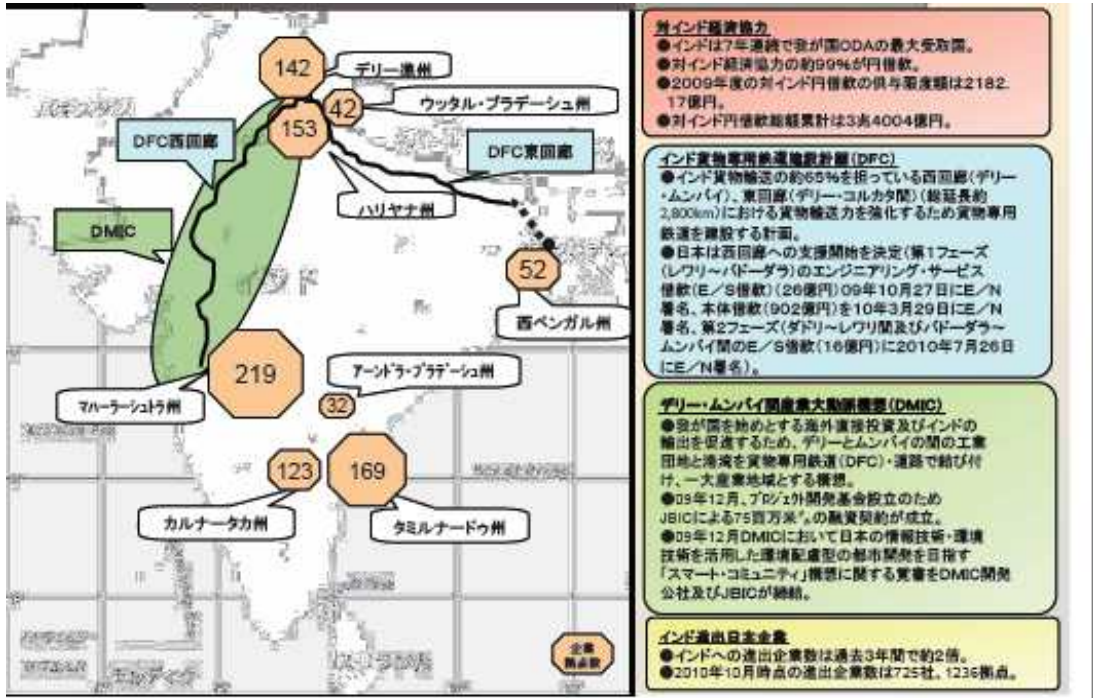 142
デリー準州
42
ウッタル・プラデーシュ州
153
DFC西回廊
DFC東回廊
ハリヤナ州
DMIC
52
西ベンガル州
219
アーンドラ・プラデーシュ州
マハーラーシュトラ州
32
123
169
カルナータカ州
タミルナードゥ州
企業
拠点数
対インド経済協力
●インドは7年連続で我が国ODAの最大受取国。
●対インド経済協力の約99%が円借款。
●2009年度の対インド円借款の供与限度額は2182.
17億円。
●対インド円借款総額累計は3兆4004億円。
インド貨物専用鉄道建設計画(DFC)
●インド貨物輸送の約65%を担っている西回廊(デリー
・ムンバイ)、東回廊(デリー・コルカタ間)(総延長約
2,800km)における貨物輸送力を強化するため貨物専用
鉄道を建設する計画。
●日本は西回廊への支援開始を決定(第1フェーズ
(レワリ～バドーダラ)のエンジニアリング・サービス
借款(E/S借款)(26億円)09年10月27日にE/N
署名、本体借款(902億円)を10年3月29日にE/N
署名、第2フェーズ(ダドリ～レワリ間及びバドーダラ～
ムンバイ間のE/S借款(16億円)に2010年7月26日
にE/N署名)。
デリー・ムンバイ間産業大動脈構想(DMIC)
●我が国を始めとする海外直接投資及びインドの
輸出を促進するため、デリーとムンバイの間の工業
団地と港湾を貨物専用鉄道(DFC)・道路で結び付
け、一大産業地域とする構想。
●09年12月、プロジェクト開発基金設立のため
JBICによる75百万米㌦の融資契約が成立。
●09年12月DMICにおいて日本の情報技術・環境
技術を活用した環境配慮型の都市開発を目指す
「スマート・コミュニティ」構想に関する覚書をDMIC開発
公社及びJBICが締結。
インド進出日本企業
●インドへの進出企業数は過去3年間で約2倍。
●2010年10月時点の進出企業数は725社、1236拠点。